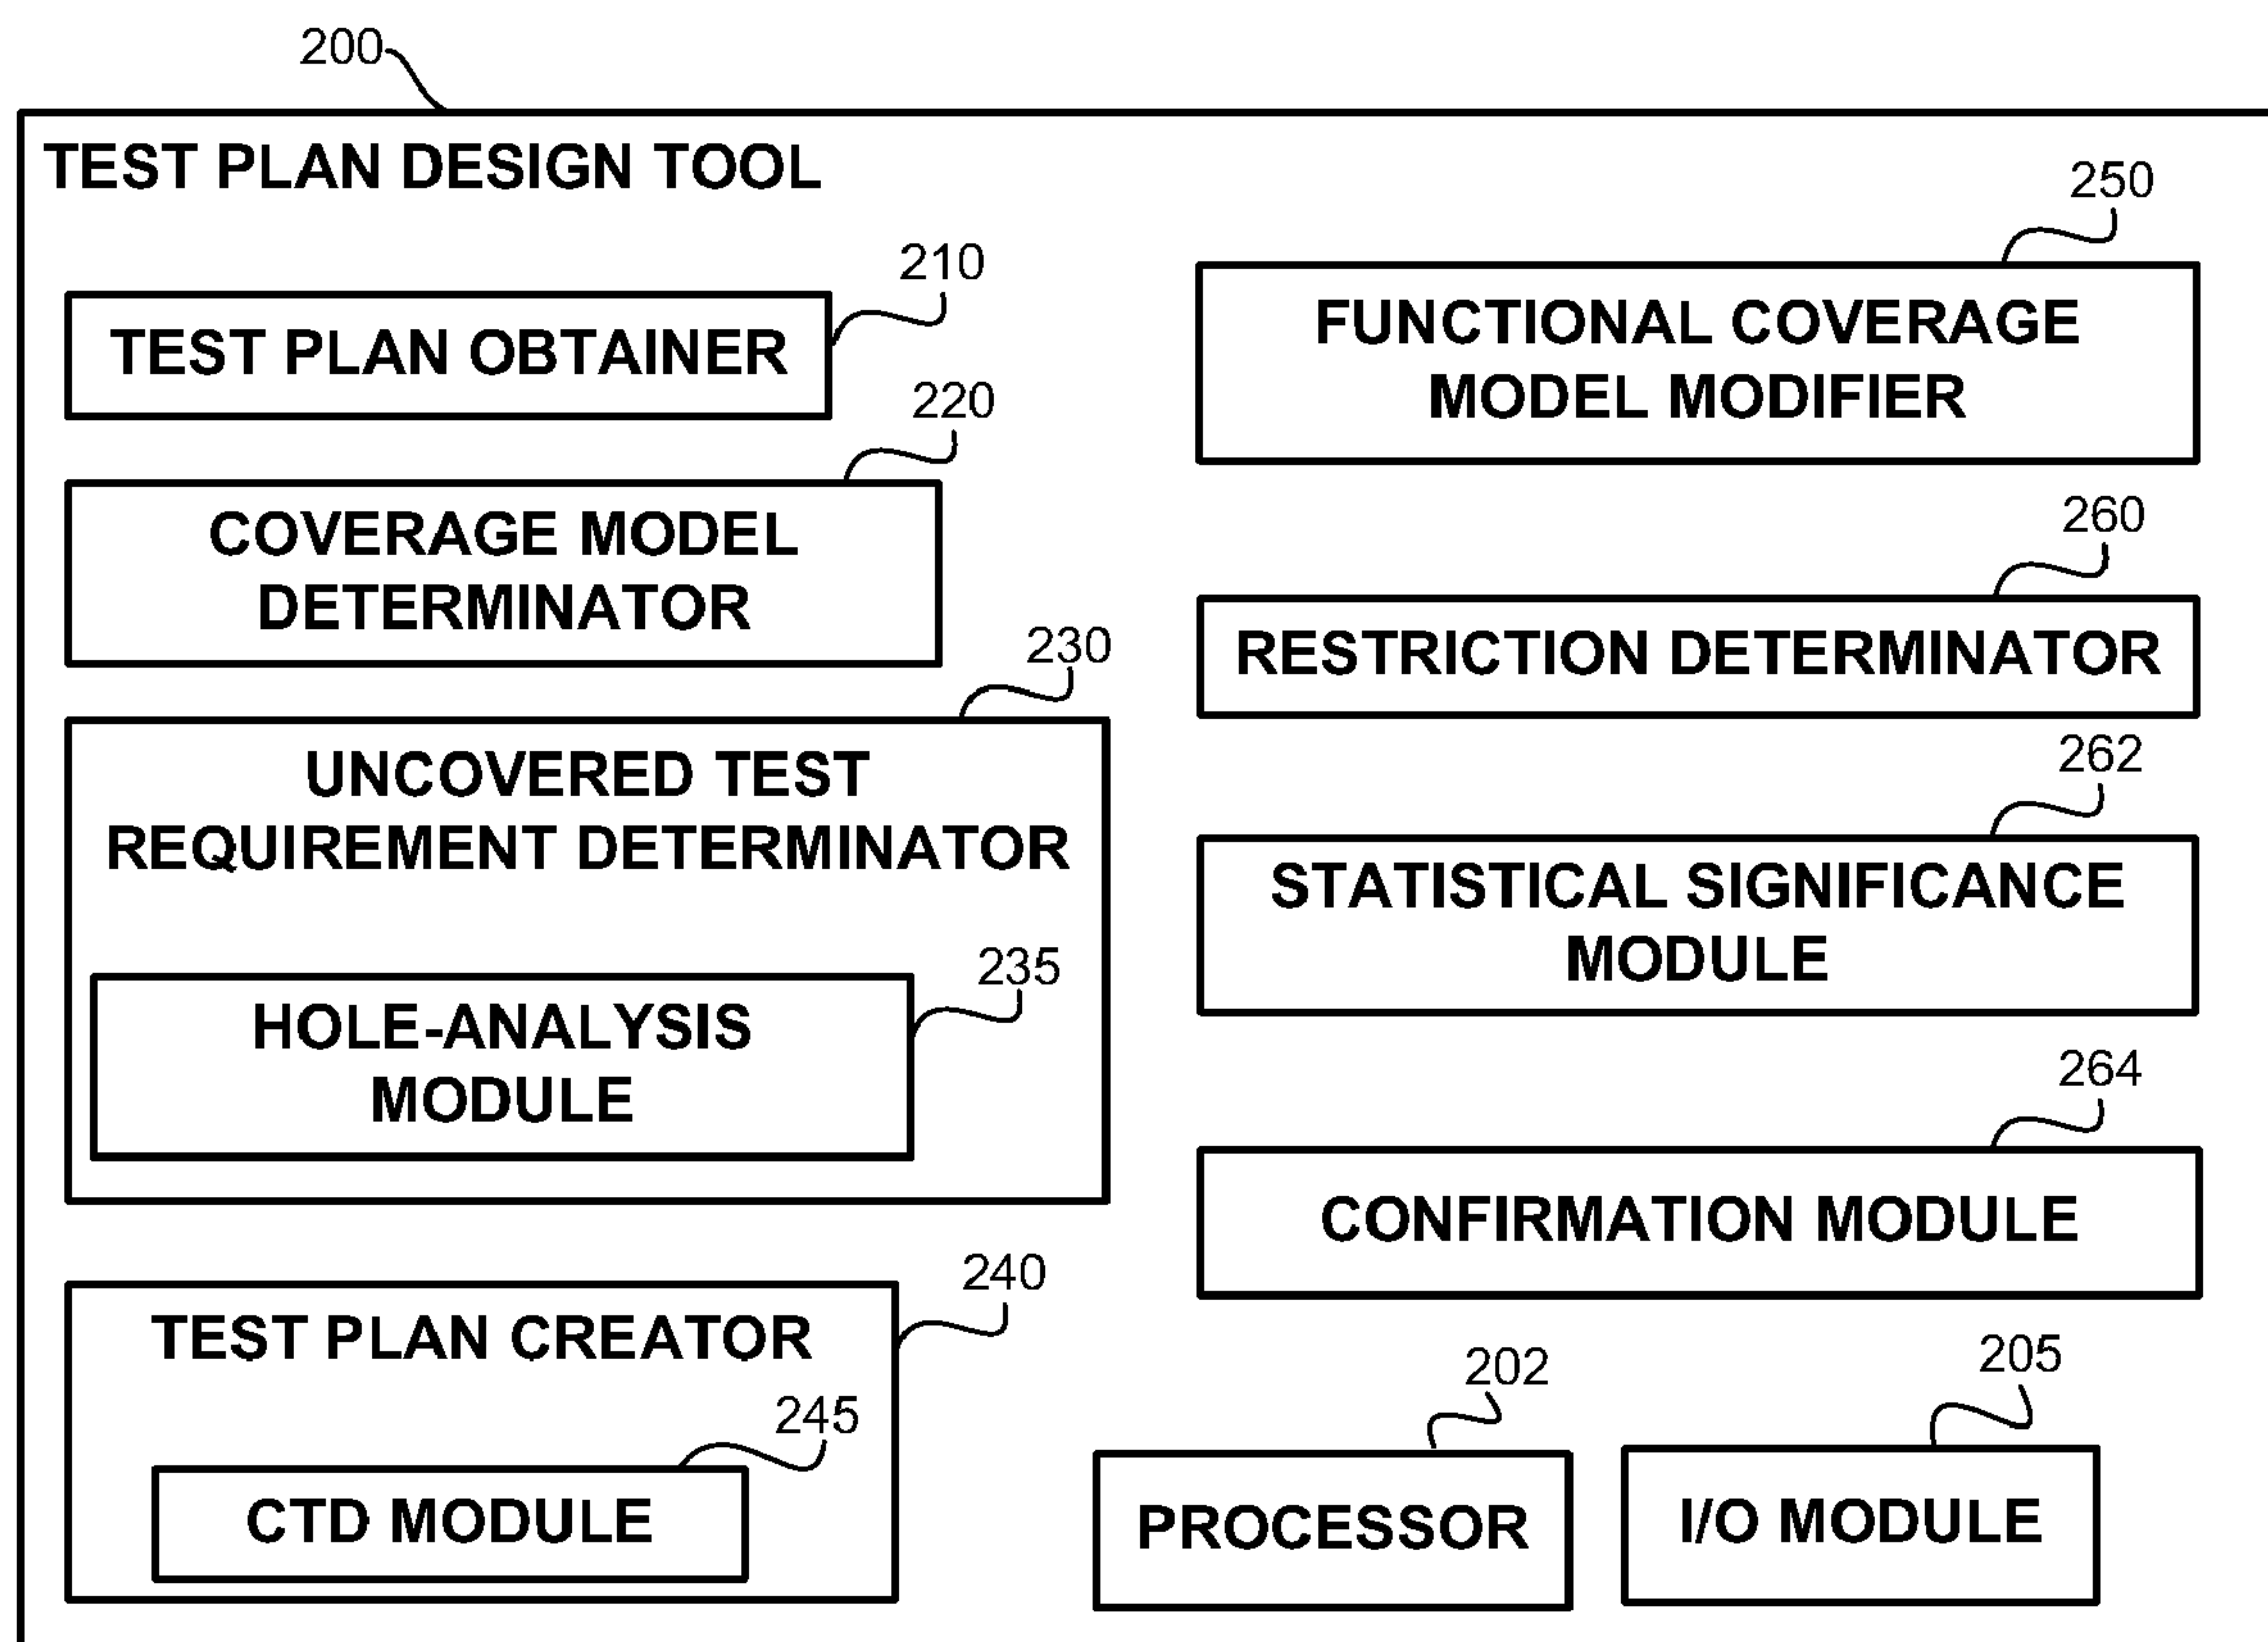 200
TEST PLAN DESIGN TOOL
210
TEST PLAN OBTAINER
220
COVERAGE MODEL
DETERMINATOR
230
UNCOVERED TEST
REQUIREMENT DETERMINATOR
235
HOLE-ANALYSIS
MODULE
240
TEST PLAN CREATOR
245
CTD MODULE
250
FUNCTIONAL COVERAGE
MODEL MODIFIER
260
RESTRICTION DETERMINATOR
262
STATISTICAL SIGNIFICANCE
MODULE
264
CONFIRMATION MODULE
202
PROCESSOR
205
I/O MODULE